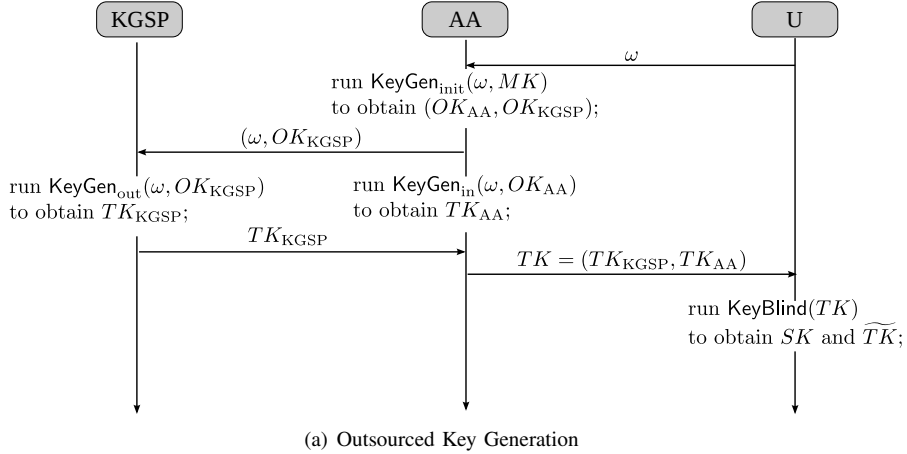 KGSP
AA
U
ω
run KeyGen_init(ω, MK)
to obtain (OK_AA, OK_KGSP);
(ω, OK_KGSP)
run KeyGen_out(ω, OK_KGSP)
to obtain TK_KGSP;
run KeyGen_in(ω, OK_AA)
to obtain TK_AA;
TK_KGSP
TK = (TK_KGSP, TK_AA)
run KeyBlind(TK)
to obtain SK and T͠K;
(a) Outsourced Key Generation